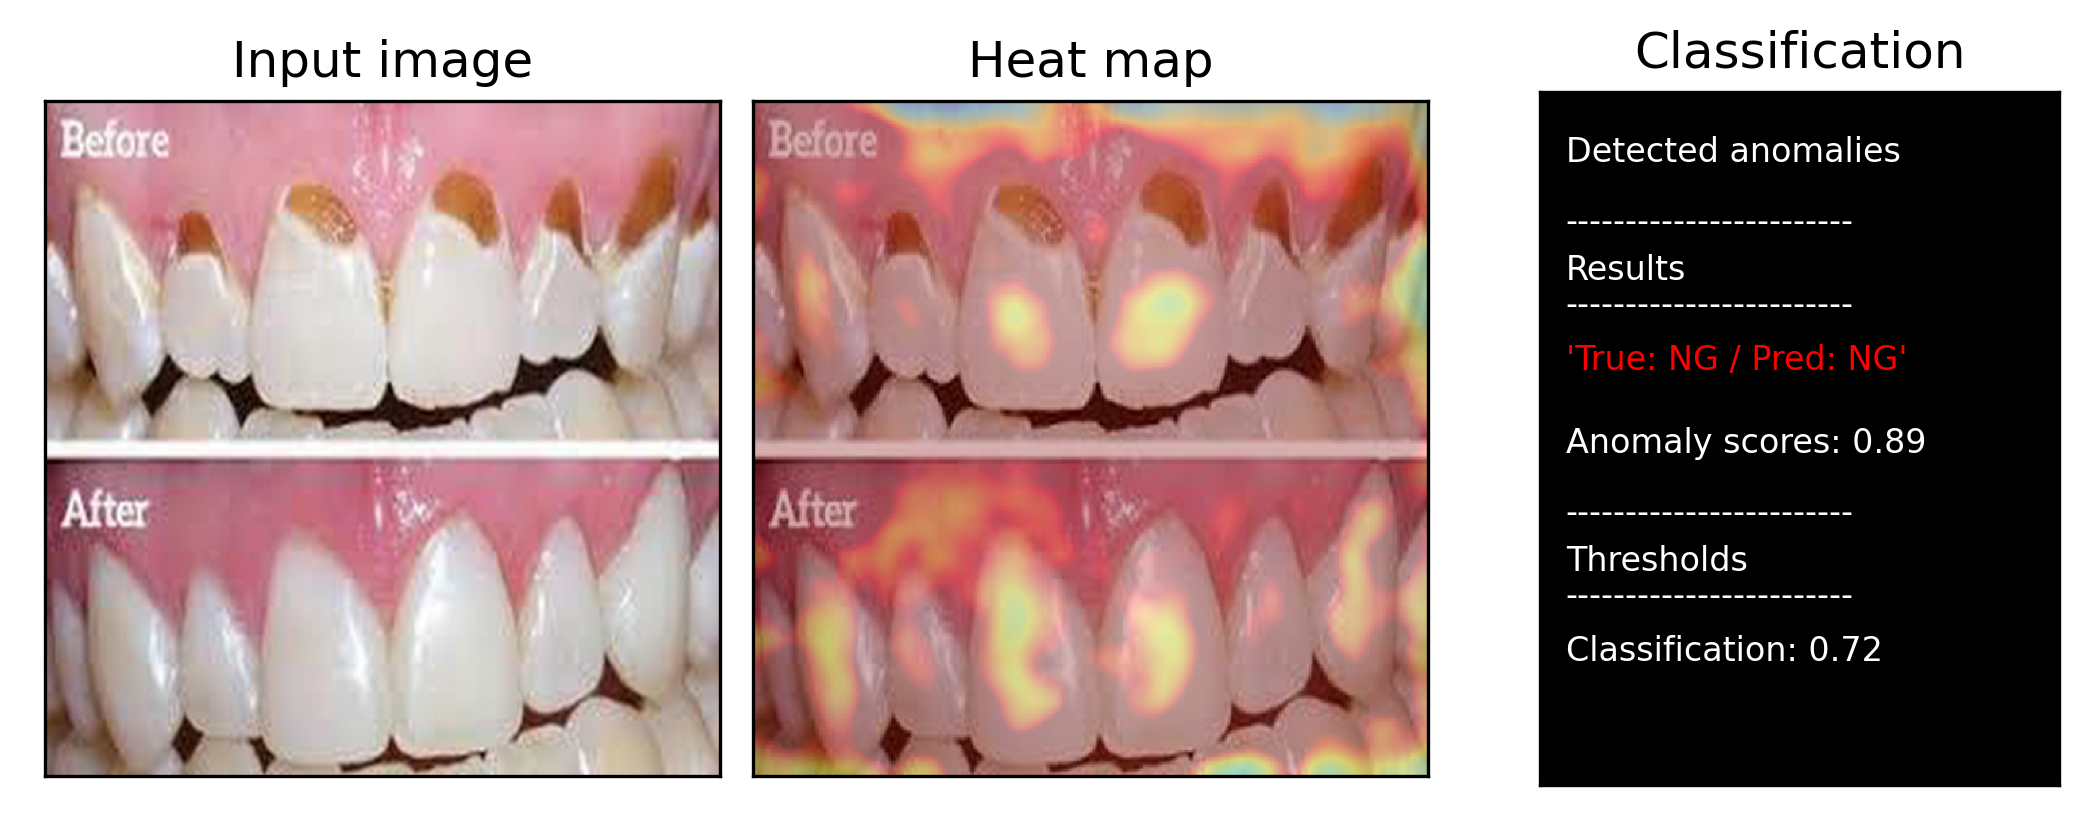 Input image
Heat map
Classification
Before
After
Before
After
Detected anomalies
------------------------
Results
------------------------
'True: NG / Pred: NG'
Anomaly scores: 0.89
------------------------
Thresholds
------------------------
Classification: 0.72